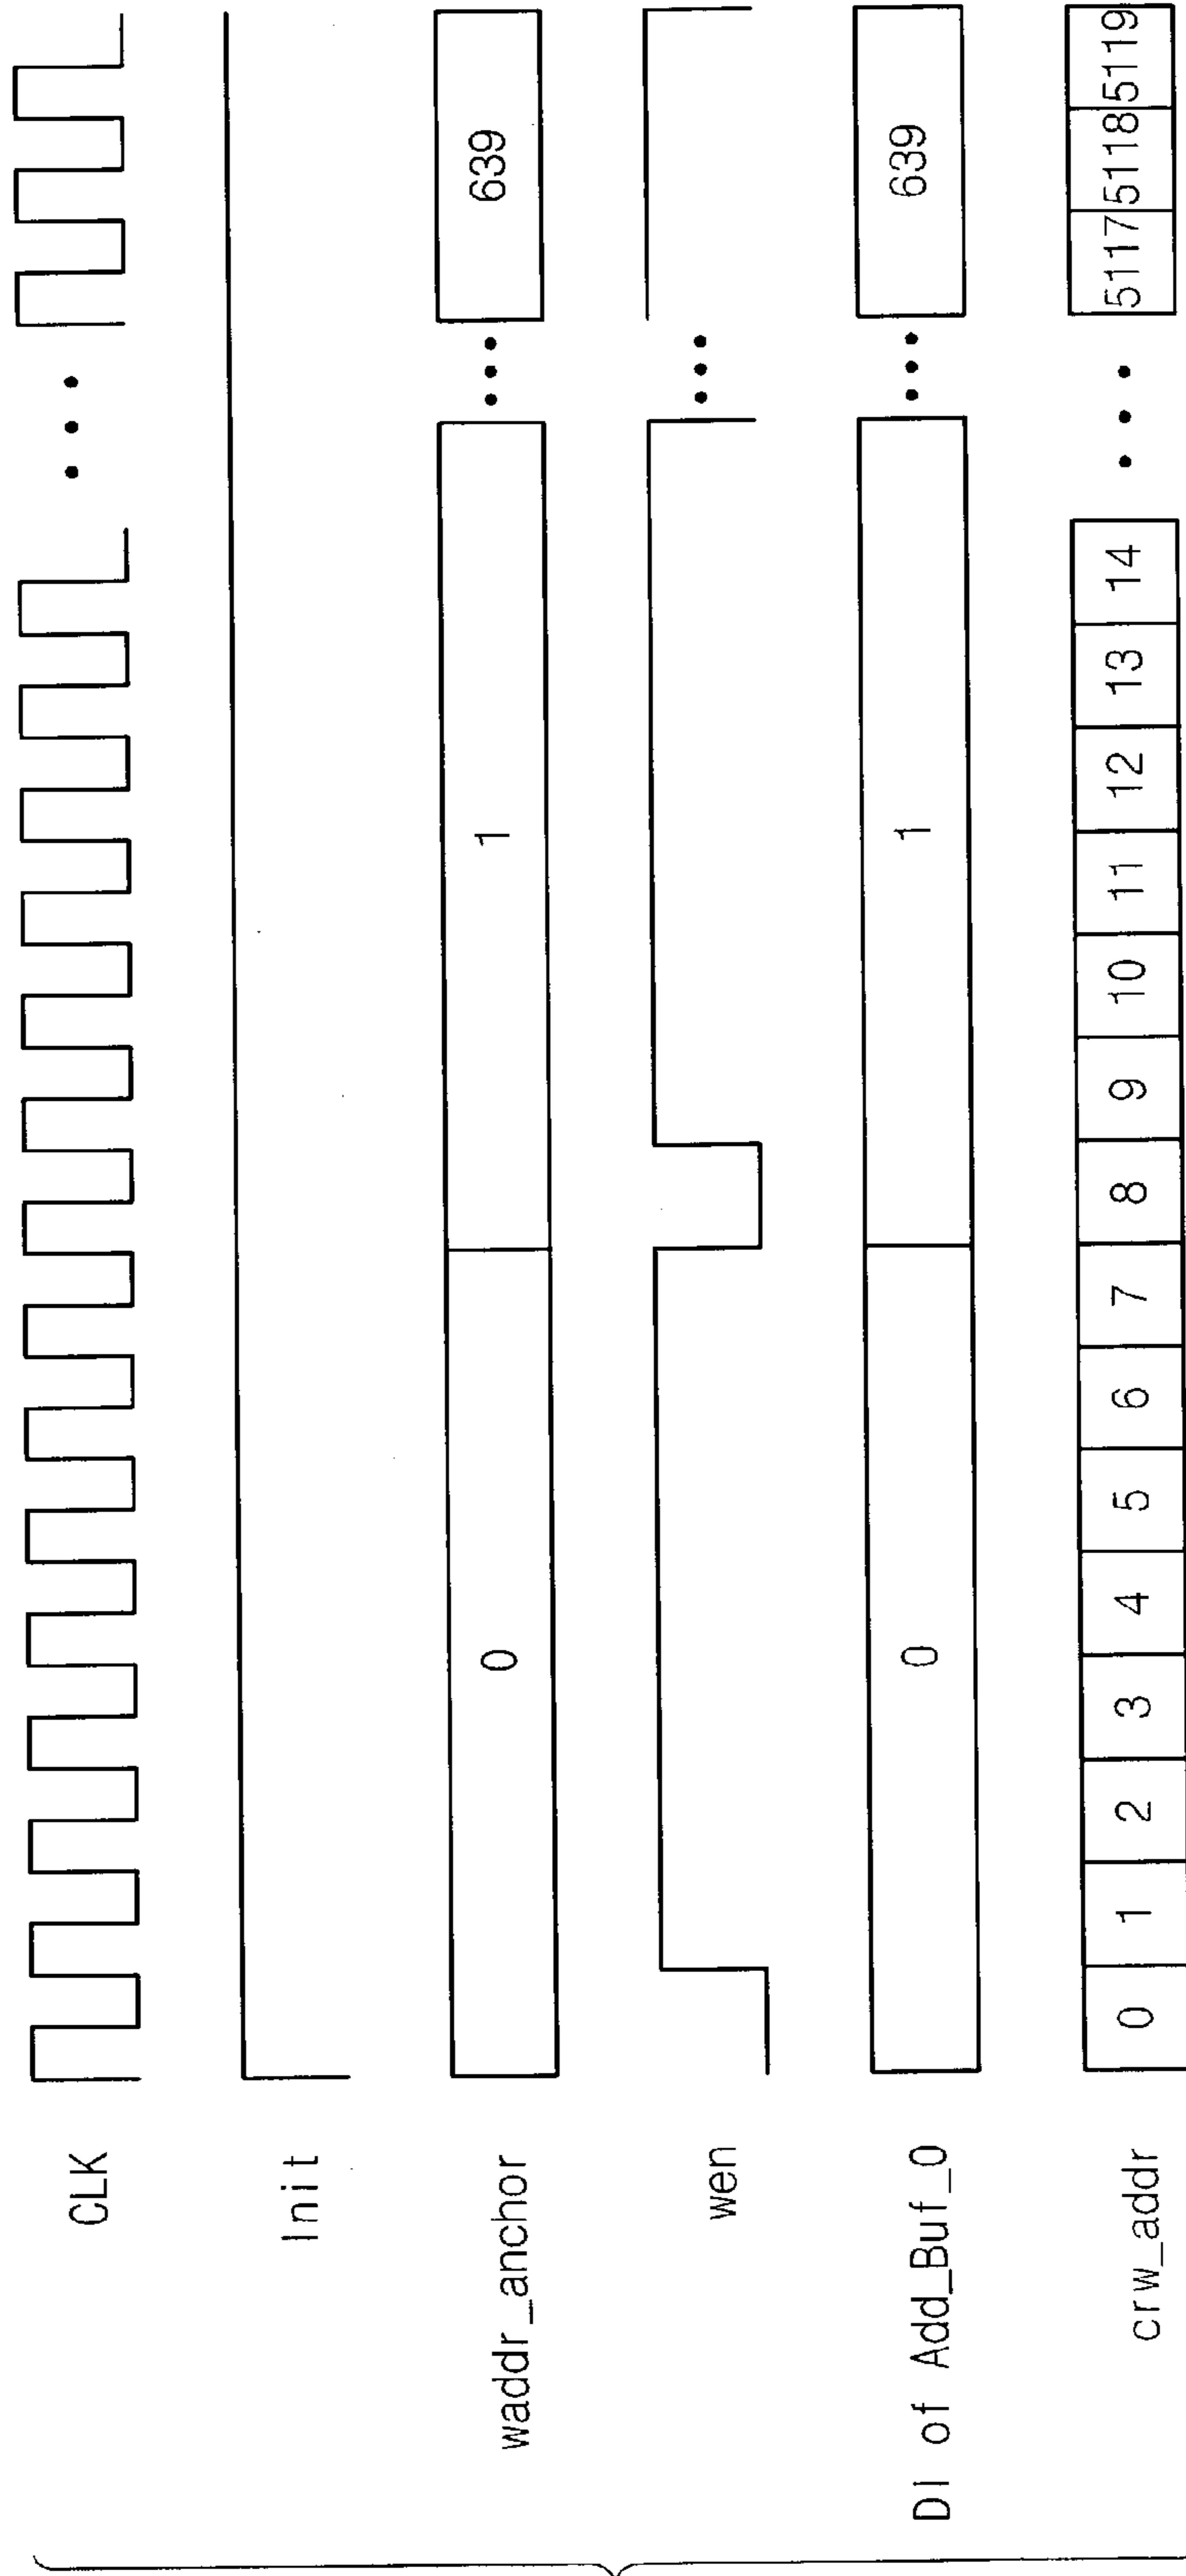 CLK
Init
waddr_anchor 0 1 639
wen
DI of Add_Buf_0 0 1 639
crw_addr 0 1 2 3 4 5 6 7 8 9 10 11 12 13 14 5117 5118 5119